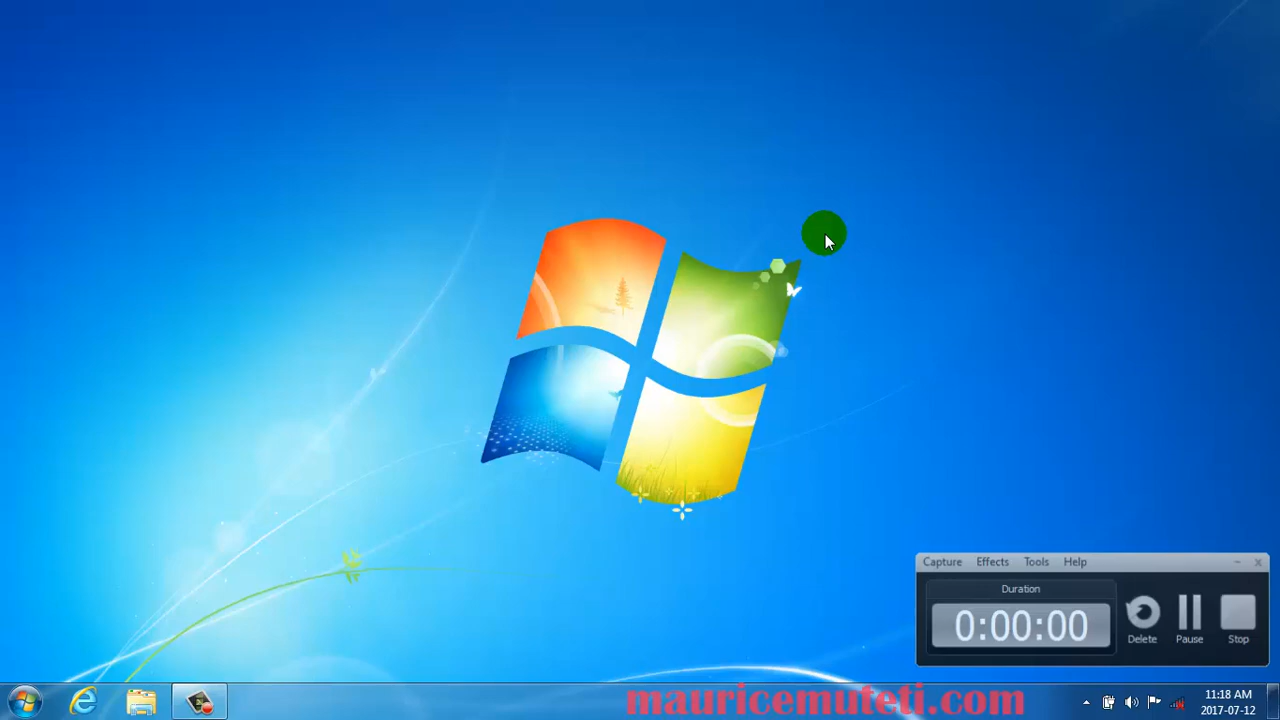 Capture Effects Tools Help
Duration
0:00:00
Delete Pause Stop
mauricemuteti.com
11:18 AM
2017-07-12